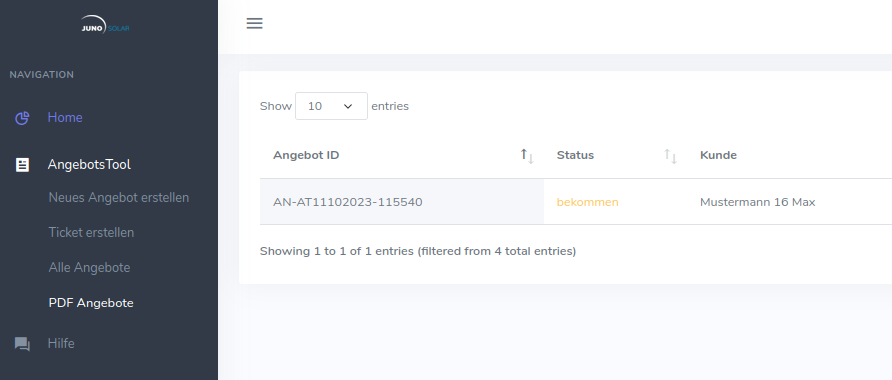 JUNO SOLAR
NAVIGATION
Home
AngebotsTool
Neues Angebot erstellen
Ticket erstellen
Alle Angebote
PDF Angebote
Hilfe
Show 10 entries
Angebot ID Status Kunde
AN-AT11102023-115540 bekommen Mustermann 16 Max
Showing 1 to 1 of 1 entries (filtered from 4 total entries)